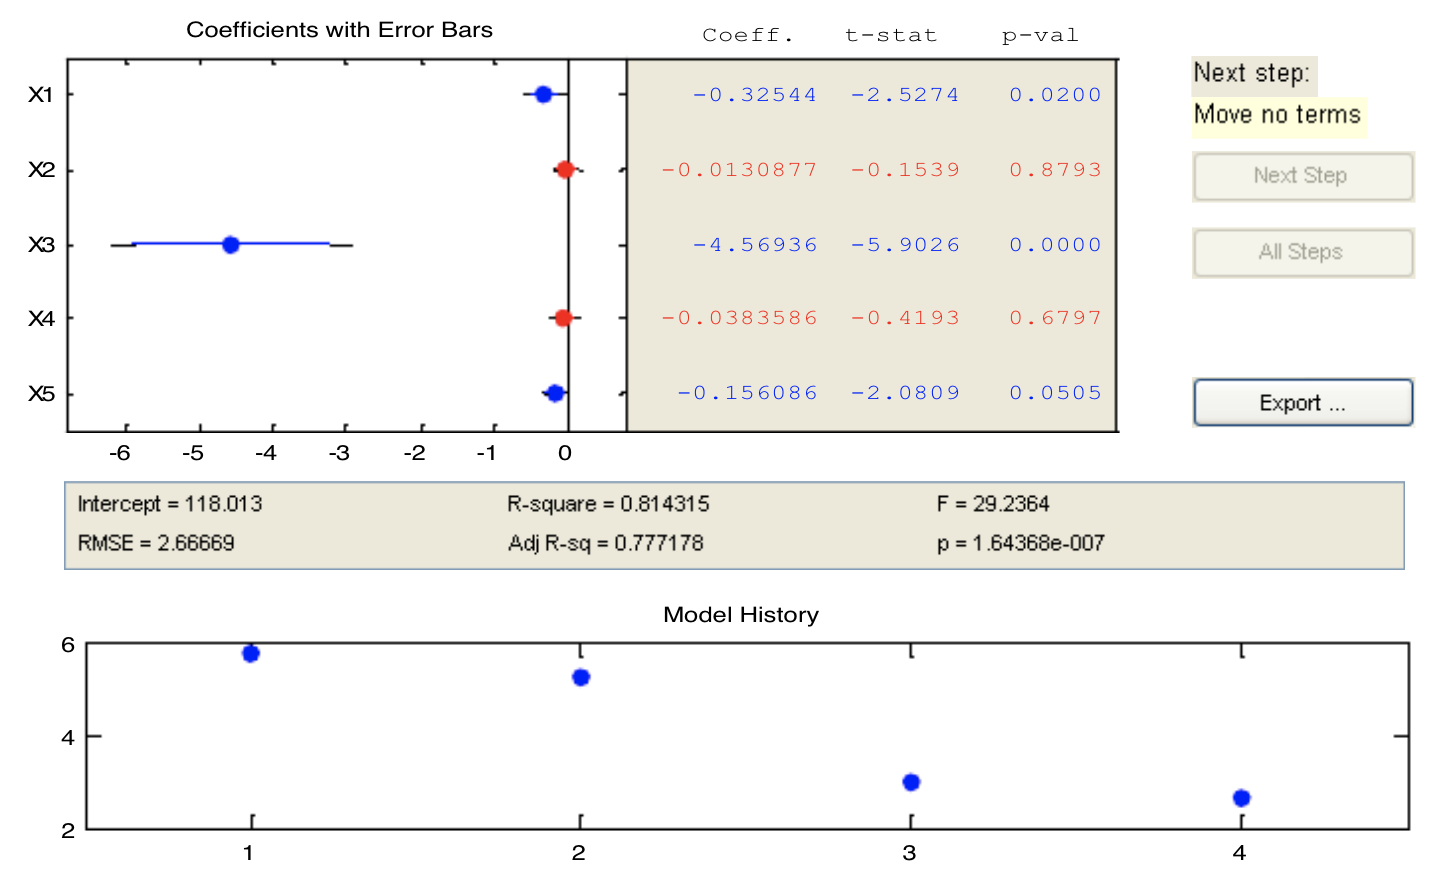 Coefficients with Error Bars
Coeff. t-stat p-val
X1 -0.32544 -2.5274 0.0200
X2 -0.0130877 -0.1539 0.8793
X3 -4.56936 -5.9026 0.0000
X4 -0.0383586 -0.4193 0.6797
X5 -0.156086 -2.0809 0.0505
-6 -5 -4 -3 -2 -1 0
Next step:
Move no terms
Next Step
All Steps
Export ...
Intercept = 118.013 R-square = 0.814315 F = 29.2364
RMSE = 2.66669 Adj R-sq = 0.777178 p = 1.64368e-007
Model History
6
4
2
1 2 3 4